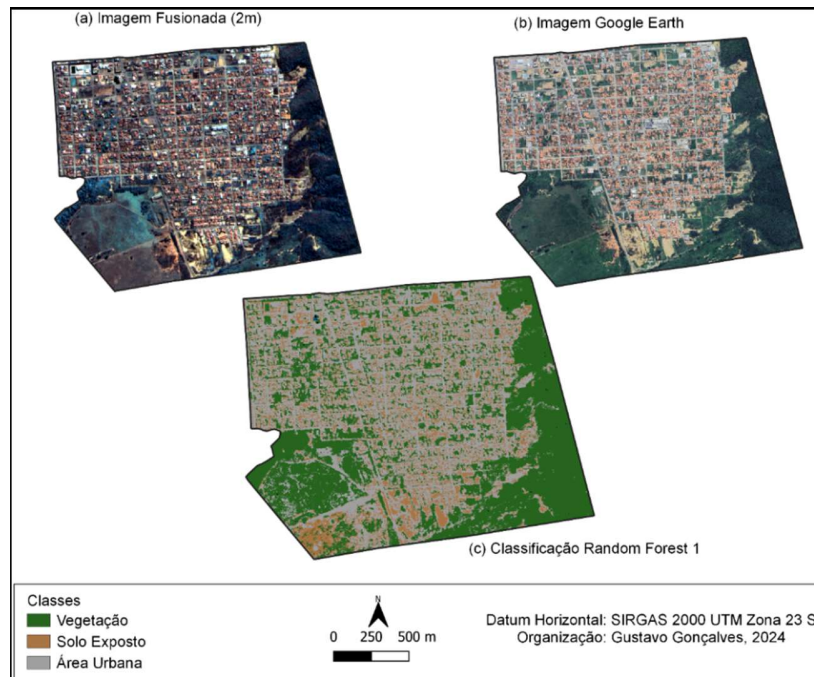 (a) Imagem Fusionada (2m)
(b) Imagem Google Earth
(c) Classificação Random Forest 1
Classes
Vegetação
Solo Exposto
Área Urbana
N
0 250 500 m
Datum Horizontal: SIRGAS 2000 UTM Zona 23 S
Organização: Gustavo Gonçalves, 2024